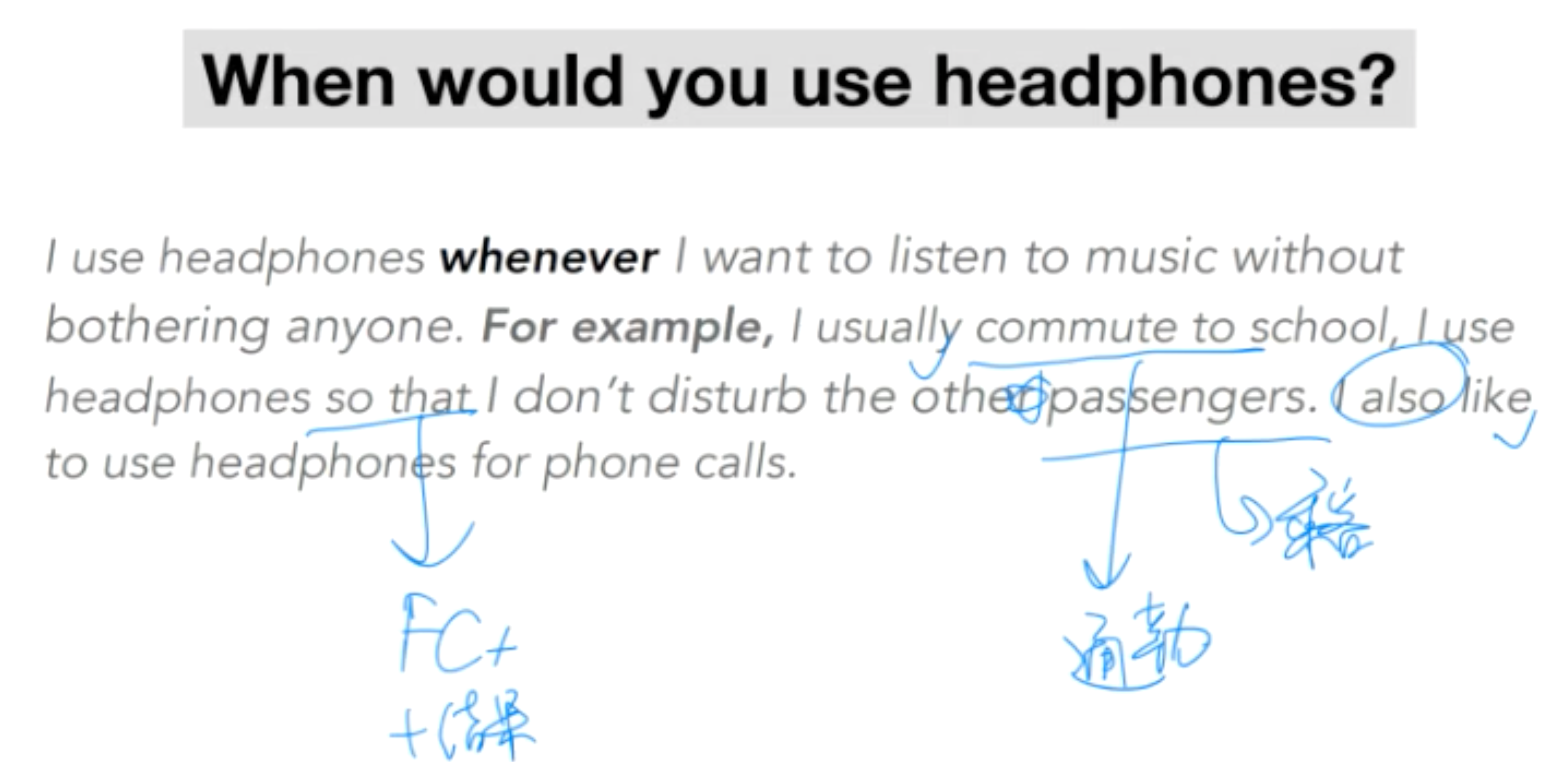 When would you use headphones?
I use headphones whenever I want to listen to music without
bothering anyone. For example, I usually commute to school, I use
headphones so that I don't disturb the other passengers. I also like
to use headphones for phone calls.
乘客
FC+
通勤
+结果